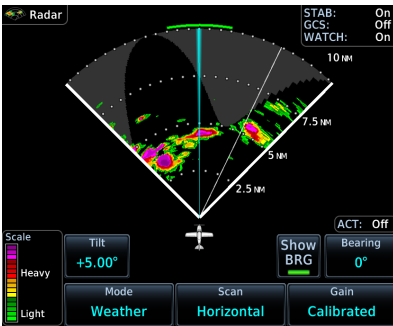 Radar
STAB: On
GCS: Off
WATCH: On
10 NM
7.5 NM
5 NM
2.5 NM
ACT: Off
Scale
Heavy
Light
Tilt
+5.00°
Show
BRG
Bearing
0°
Mode
Weather
Scan
Horizontal
Gain
Calibrated